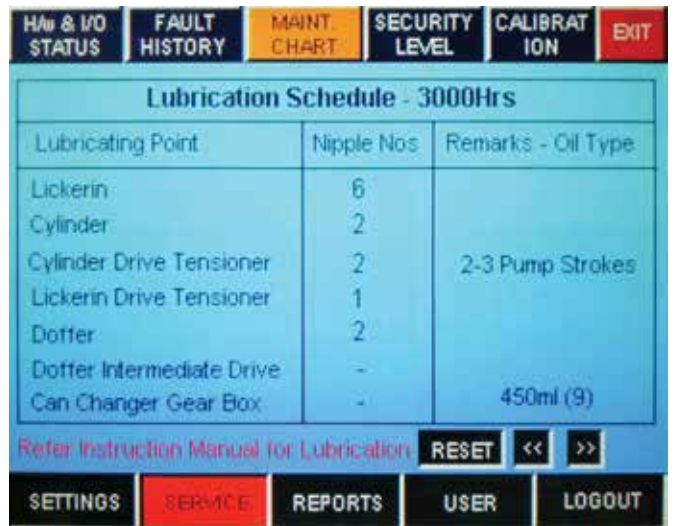 H/w & I/O STATUS
FAULT HISTORY
MAINT. CHART
SECURITY LEVEL
CALIBRAT ION
EXIT
Lubrication Schedule - 3000Hrs
Lubricating Point Nipple Nos Remarks - Oil Type
Lickerin 6
Cylinder 2
Cylinder Drive Tensioner 2 2-3 Pump Strokes
Lickerin Drive Tensioner 1
Doffer 2
Doffer Intermediate Drive -
Can Changer Gear Box - 450ml (9)
Refer Instruction Manual for Lubrication RESET << >>
SETTINGS SERVICE REPORTS USER LOGOUT